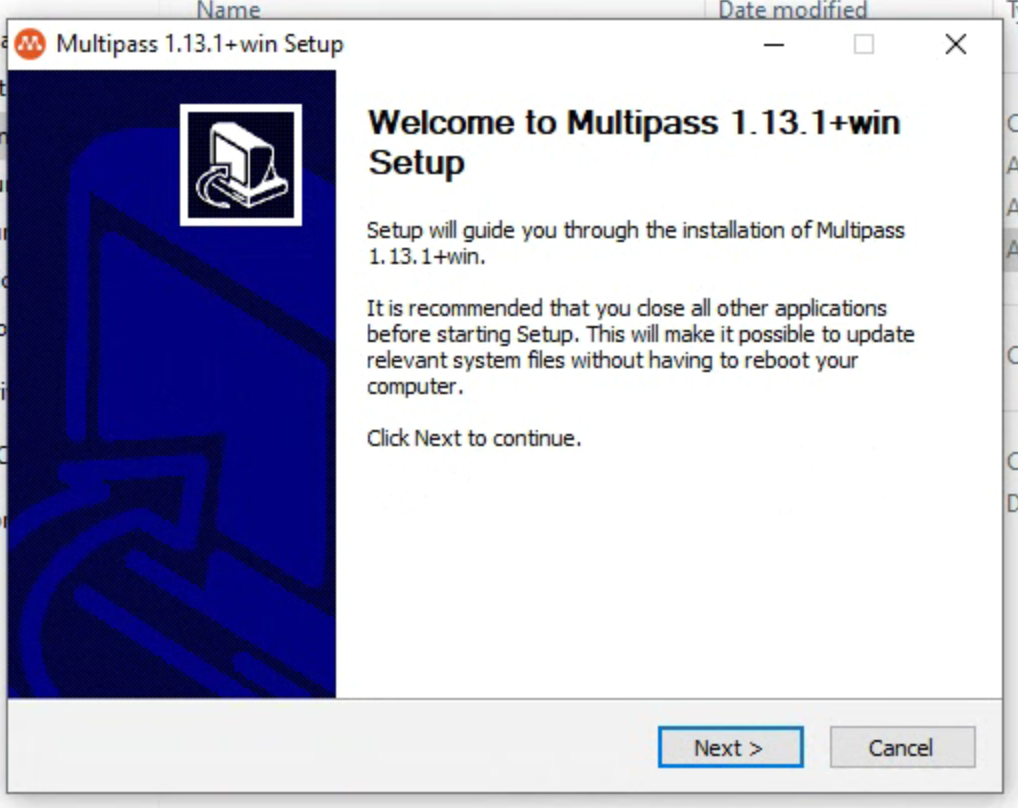 Name
Date modified
Multipass 1.13.1+win Setup
Welcome to Multipass 1.13.1+win
Setup
Setup will guide you through the installation of Multipass
1.13.1+win.
It is recommended that you close all other applications
before starting Setup. This will make it possible to update
relevant system files without having to reboot your
computer.
Click Next to continue.
Next >
Cancel